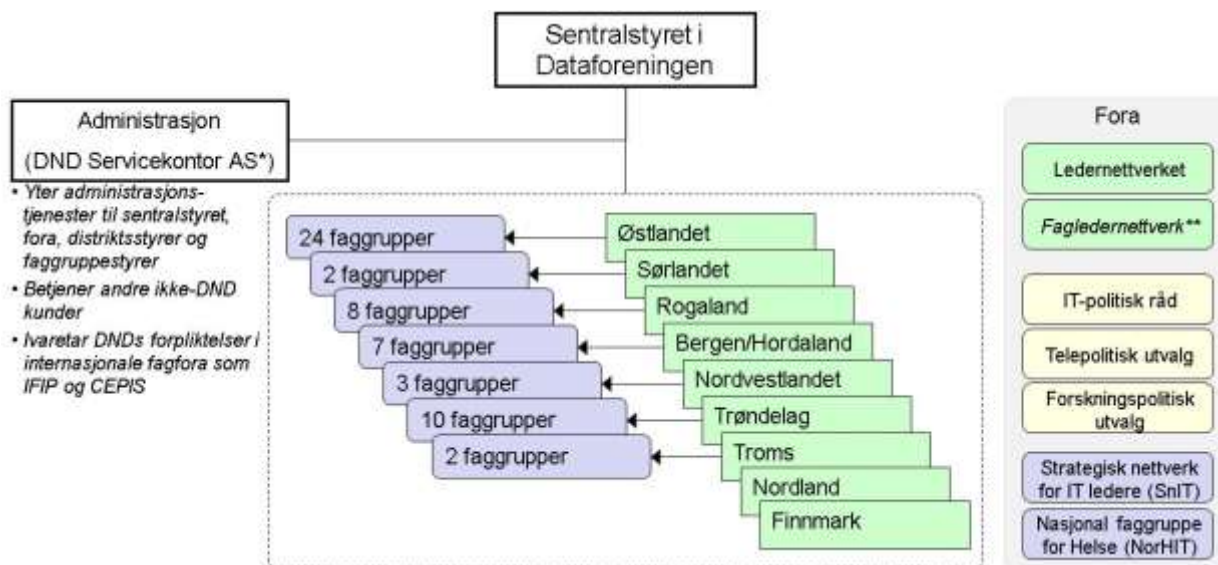 Sentralstyret i
Dataforeningen
Administrasjon
(DND Servicekontor AS*)
• Yter administrasjons-
tjenester til sentralstyret,
fora, distriktsstyrer og
faggruppestyrer
• Betjener andre ikke-DND
kunder
• Ivaretar DNDs forpliktelser i
internasjonale fagfora som
IFIP og CEPIS
24 faggrupper
Østlandet
2 faggrupper
Sørlandet
8 faggrupper
Rogaland
7 faggrupper
Bergen/Hordaland
3 faggrupper
Nordvestlandet
10 faggrupper
Trøndelag
2 faggrupper
Troms
Nordland
Finnmark
Fora
Ledernettverket
Fagledernettverk**
IT-politisk råd
Telepolitisk utvalg
Forskningspolitisk
utvalg
Strategisk nettverk
for IT ledere (SnIT)
Nasjonal faggruppe
for Helse (NorHIT)